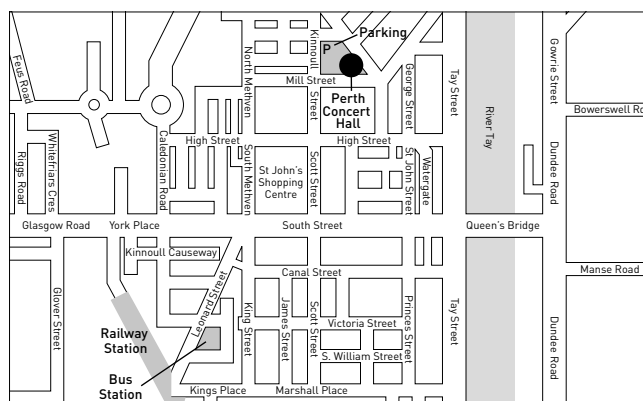 Parking
P
Kinnoull
Street
Feus Road
North Methven
Mill Street
George Street
Tay Street
River Tay
Gowrie Street
Bowerswell Ro
Perth
Concert
Hall
High Street
High Street
Riggs Road
Whitefriars Cres
Caledonian Road
South Methven
St John's
Shopping
Centre
Scott Street
St John Street
Watergate
Dundee Road
Glasgow Road
York Place
South Street
Queen's Bridge
Kinnoull Causeway
Canal Street
Manse Road
Glover Street
Leonard Street
King Street
James Street
Scott Street
Princes Street
Tay Street
Dundee Road
Victoria Street
S. William Street
Railway
Station
Bus
Station
Kings Place
Marshall Place